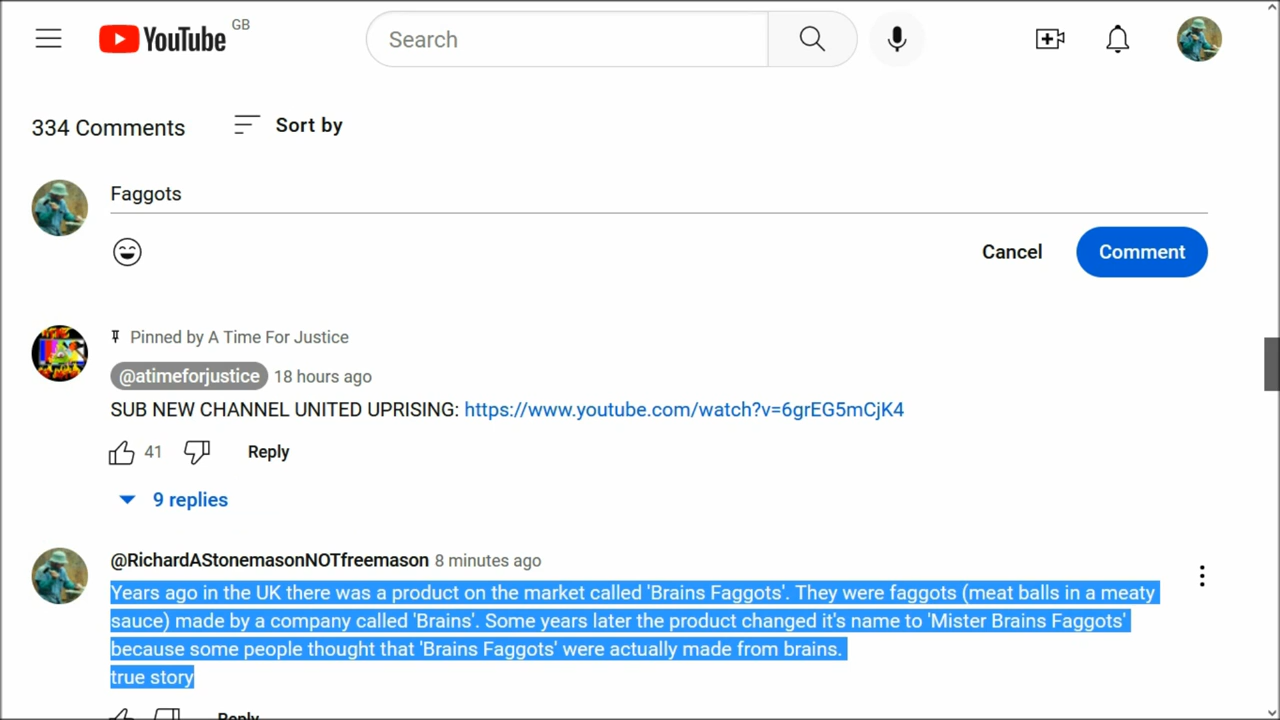 YouTube GB
Search
334 Comments
Sort by
Faggots
Cancel
Comment
Pinned by A Time For Justice
@atimeforjustice 18 hours ago
SUB NEW CHANNEL UNITED UPRISING: https://www.youtube.com/watch?v=6grEG5mCjK4
41
Reply
9 replies
@RichardAStonemasonNOTfreemason 8 minutes ago
Years ago in the UK there was a product on the market called 'Brains Faggots'. They were faggots (meat balls in a meaty
sauce) made by a company called 'Brains'. Some years later the product changed it's name to 'Mister Brains Faggots'
because some people thought that 'Brains Faggots' were actually made from brains.
true story
Reply